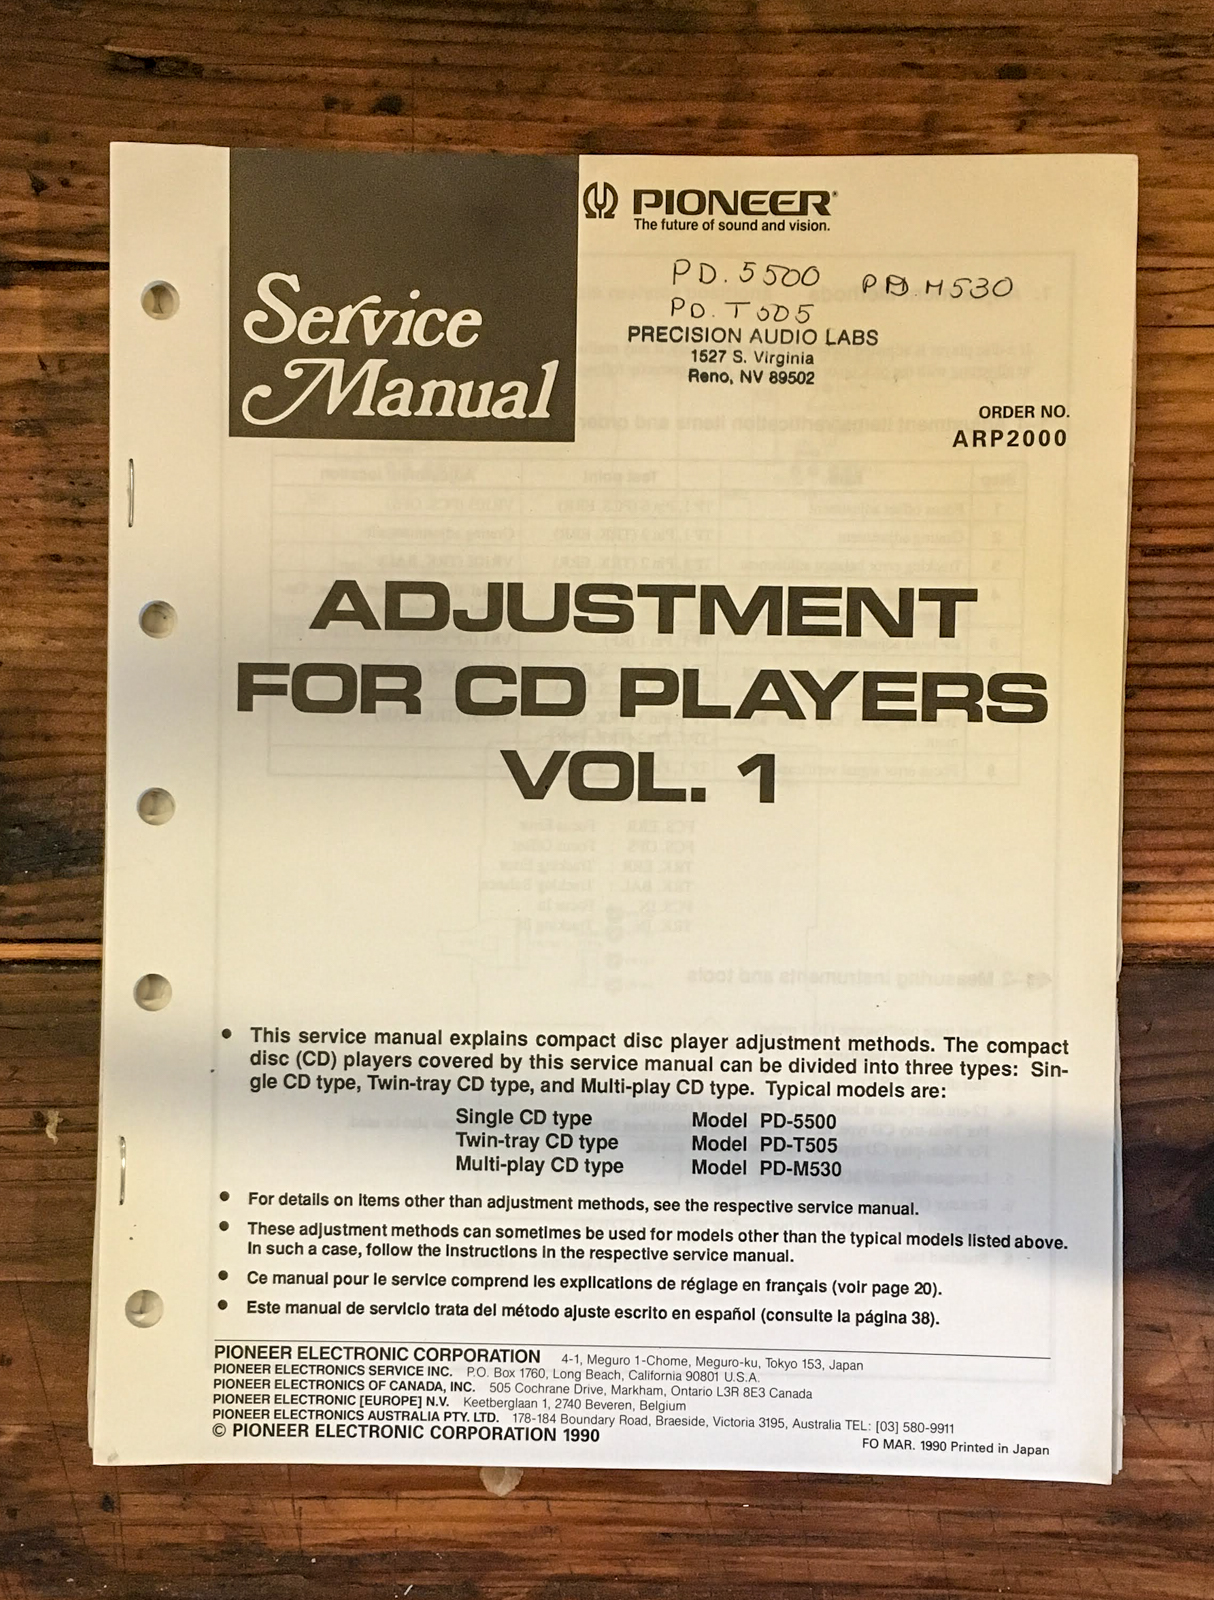 Service
Manual
PIONEER®
The future of sound and vision.
PD. 5500 PD. M530
PD. T505
PRECISION AUDIO LABS
1527 S. Virginia
Reno, NV 89502
ORDER NO.
ARP2000
ADJUSTMENT
FOR CD PLAYERS
VOL. 1
• This service manual explains compact disc player adjustment methods. The compact
disc (CD) players covered by this service manual can be divided into three types: Sin-
gle CD type, Twin-tray CD type, and Multi-play CD type. Typical models are:
Single CD type Model PD-5500
Twin-tray CD type Model PD-T505
Multi-play CD type Model PD-M530
• For details on items other than adjustment methods, see the respective service manual.
• These adjustment methods can sometimes be used for models other than the typical models listed above.
In such a case, follow the instructions in the respective service manual.
• Ce manual pour le service comprend les explications de réglage en français (voir page 20).
• Este manual de servicio trata del método ajuste escrito en español (consulte la página 38).
PIONEER ELECTRONIC CORPORATION 4-1, Meguro 1-Chome, Meguro-ku, Tokyo 153, Japan
PIONEER ELECTRONICS SERVICE INC. P.O. Box 1760, Long Beach, California 90801 U.S.A.
PIONEER ELECTRONICS OF CANADA, INC. 505 Cochrane Drive, Markham, Ontario L3R 8E3 Canada
PIONEER ELECTRONIC [EUROPE] N.V. Keetberglaan 1, 2740 Beveren, Belgium
PIONEER ELECTRONICS AUSTRALIA PTY. LTD. 178-184 Boundary Road, Braeside, Victoria 3195, Australia TEL: [03] 580-9911
© PIONEER ELECTRONIC CORPORATION 1990
FO MAR. 1990 Printed in Japan